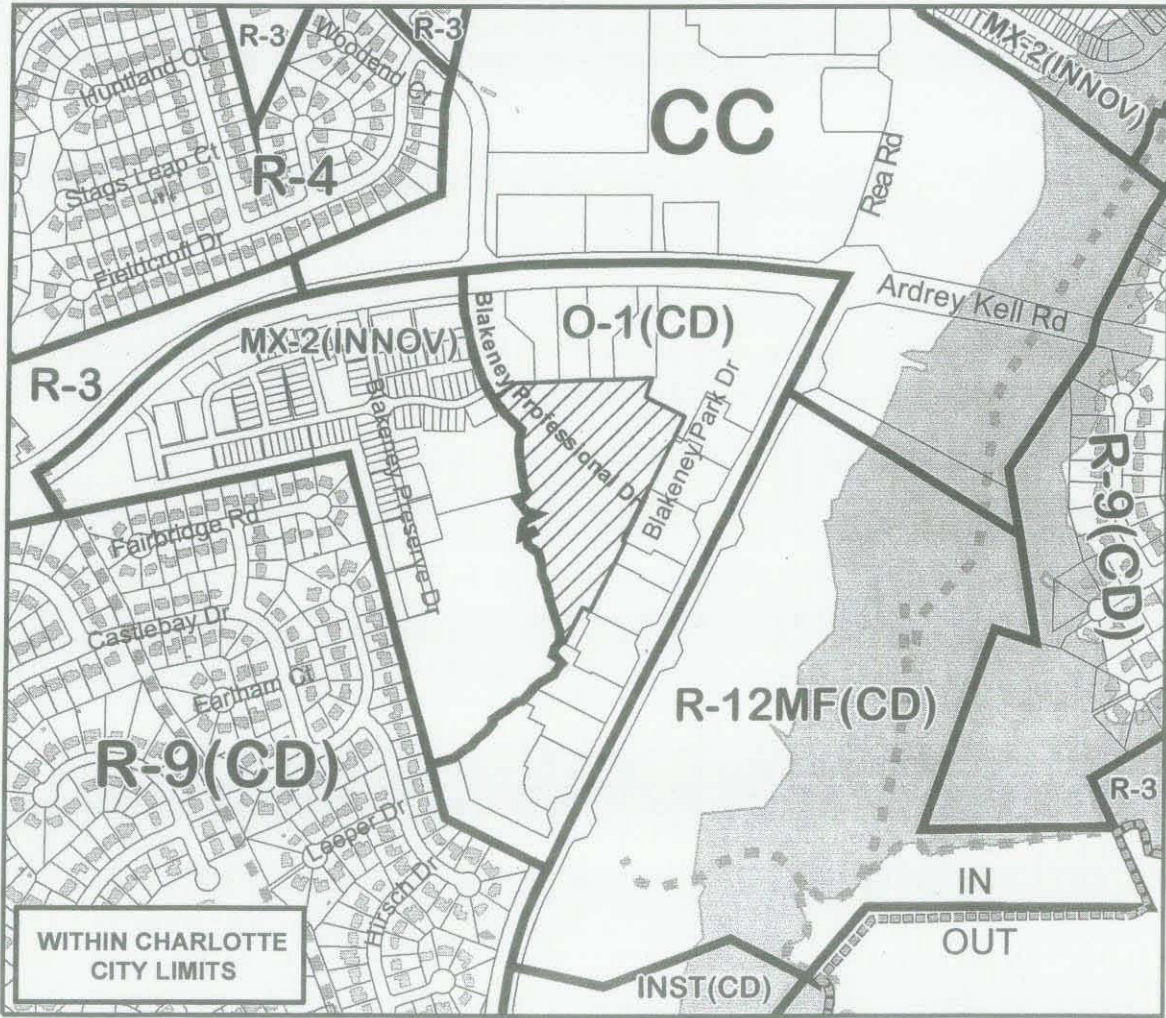 R-3
R-3
MX-2(INNOV)
Huntland Ct
Woodend Ct
CC
Stags Leap Ct
R-4
Rea Rd
Fieldcroft Dr
Ardrey Kell Rd
O-1(CD)
MX-2(INNOV)
R-3
Blakeney Professional Dr
Blakeney Park Dr
Blakeney Preserve Dr
R-9(CD)
Fairbridge Rd
Castlebay Dr
Earlham Ct
R-12MF(CD)
R-9(CD)
R-3
Leeper Dr
Hirsch Dr
IN
OUT
WITHIN CHARLOTTE
CITY LIMITS
INST(CD)